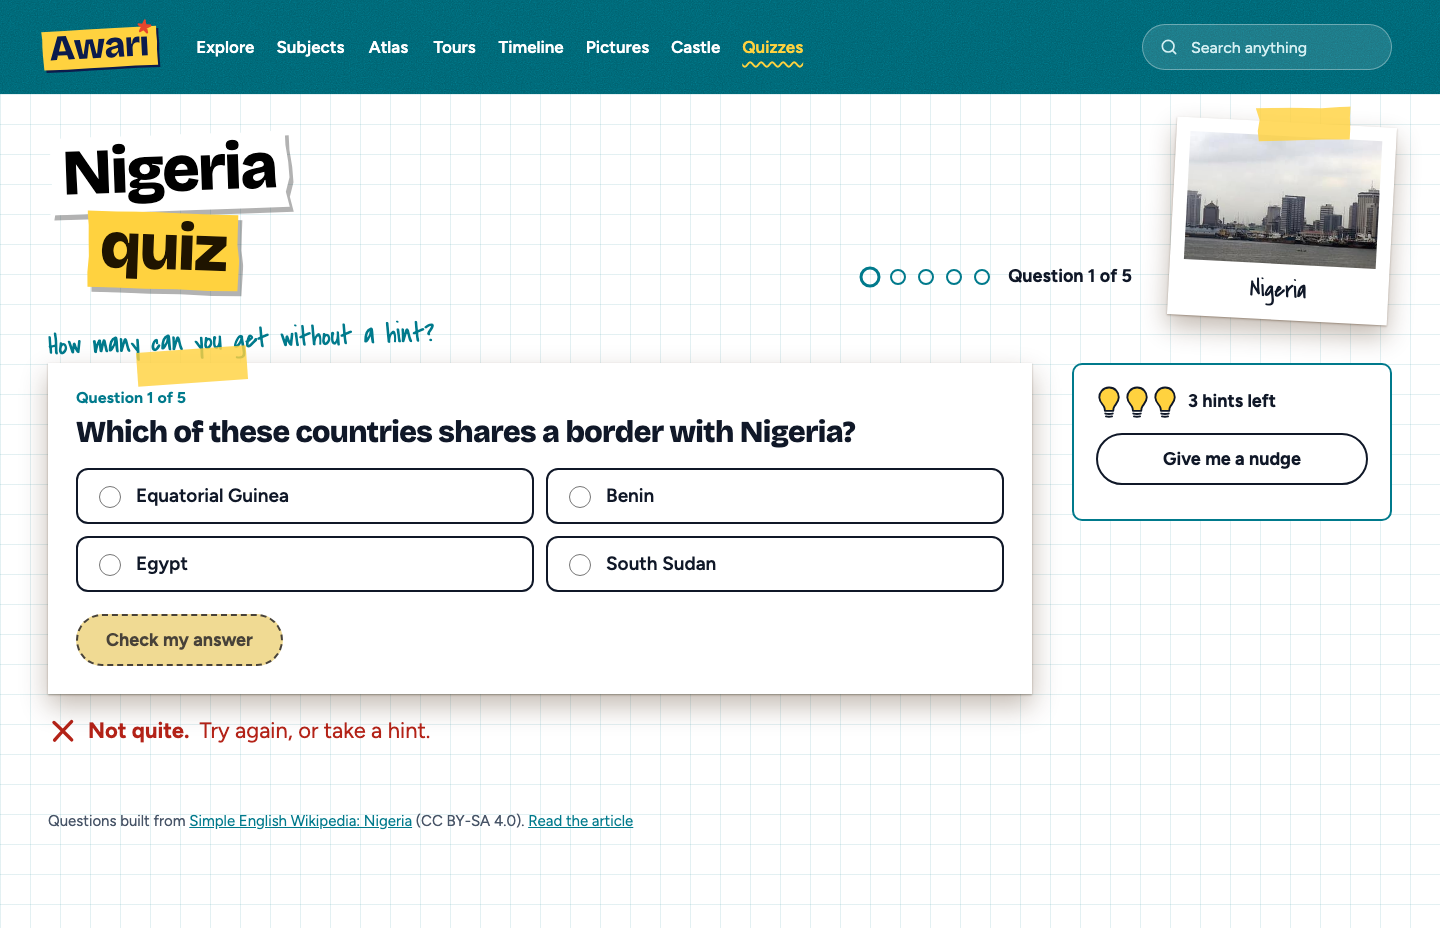 Awari
Explore Subjects Atlas Tours Timeline Pictures Castle Quizzes
Search anything
Nigeria
quiz
Question 1 of 5
Nigeria
How many can you get without a hint?
Question 1 of 5
Which of these countries shares a border with Nigeria?
Equatorial Guinea
Benin
Egypt
South Sudan
Check my answer
3 hints left
Give me a nudge
Not quite. Try again, or take a hint.
Questions built from Simple English Wikipedia: Nigeria (CC BY-SA 4.0). Read the article